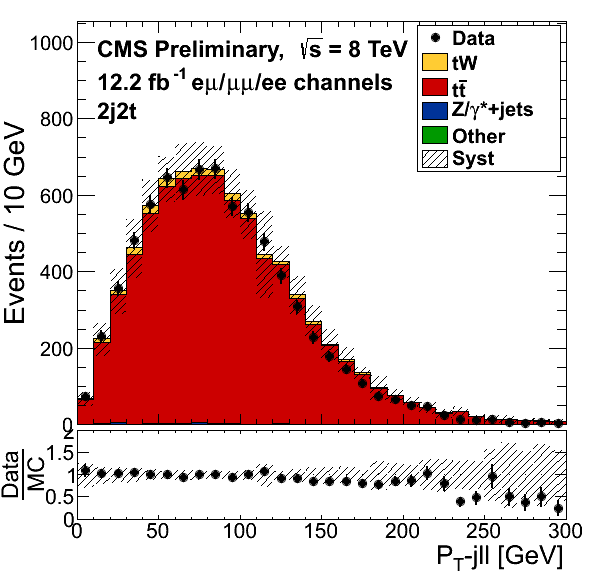 CMS Preliminary, √s = 8 TeV
12.2 fb⁻¹ eμ/μμ/ee channels
2j2t
Data
tW
tt̄
Z/γ*+jets
Other
Syst
Events / 10 GeV
1000
800
600
400
200
0
Data/MC
2
1.5
1
0.5
0
0 50 100 150 200 250 300
P_T-jll [GeV]